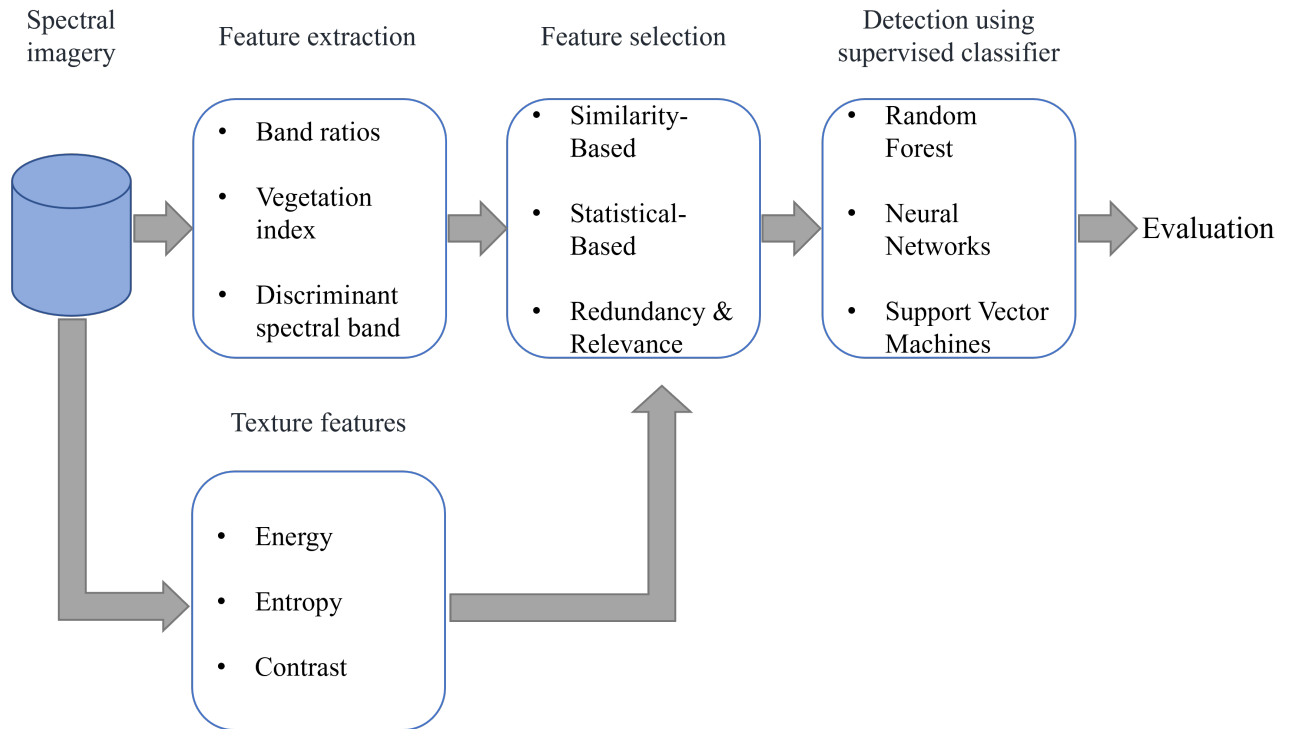 Spectral
imagery
Feature extraction
Feature selection
Detection using
supervised classifier
• Band ratios
• Vegetation
index
• Discriminant
spectral band
• Similarity-
Based
• Statistical-
Based
• Redundancy &
Relevance
• Random
Forest
• Neural
Networks
• Support Vector
Machines
Evaluation
Texture features
• Energy
• Entropy
• Contrast